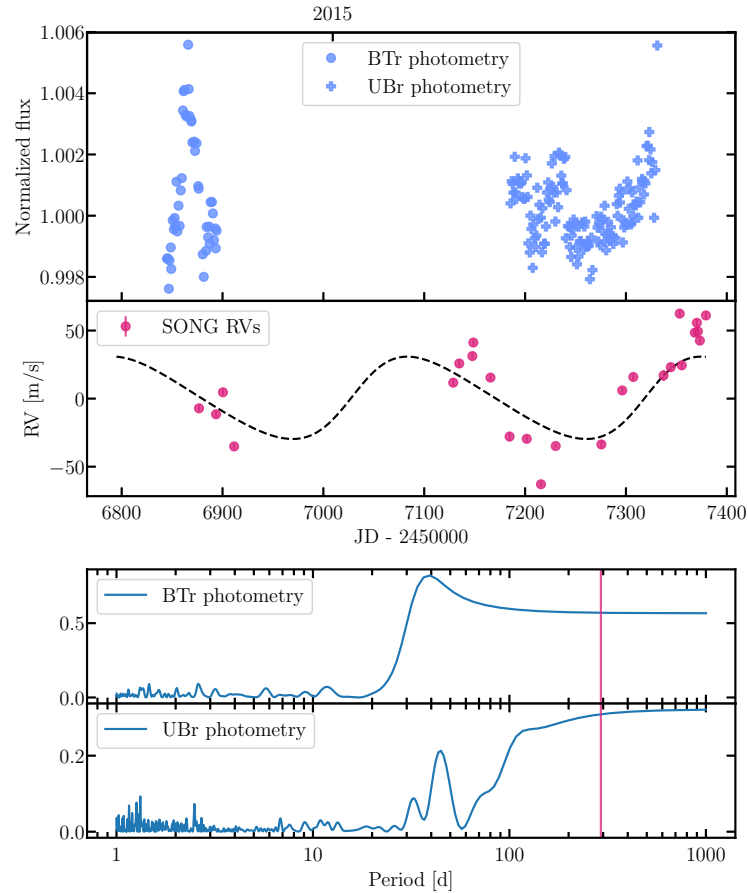 2015
1.006
1.004
1.002
1.000
0.998
Normalized flux
BTr photometry
UBr photometry
50
0
−50
RV [m/s]
SONG RVs
6800 6900 7000 7100 7200 7300 7400
JD - 2450000
0.5
0.0
BTr photometry
0.2
0.0
UBr photometry
1 10 100 1000
Period [d]